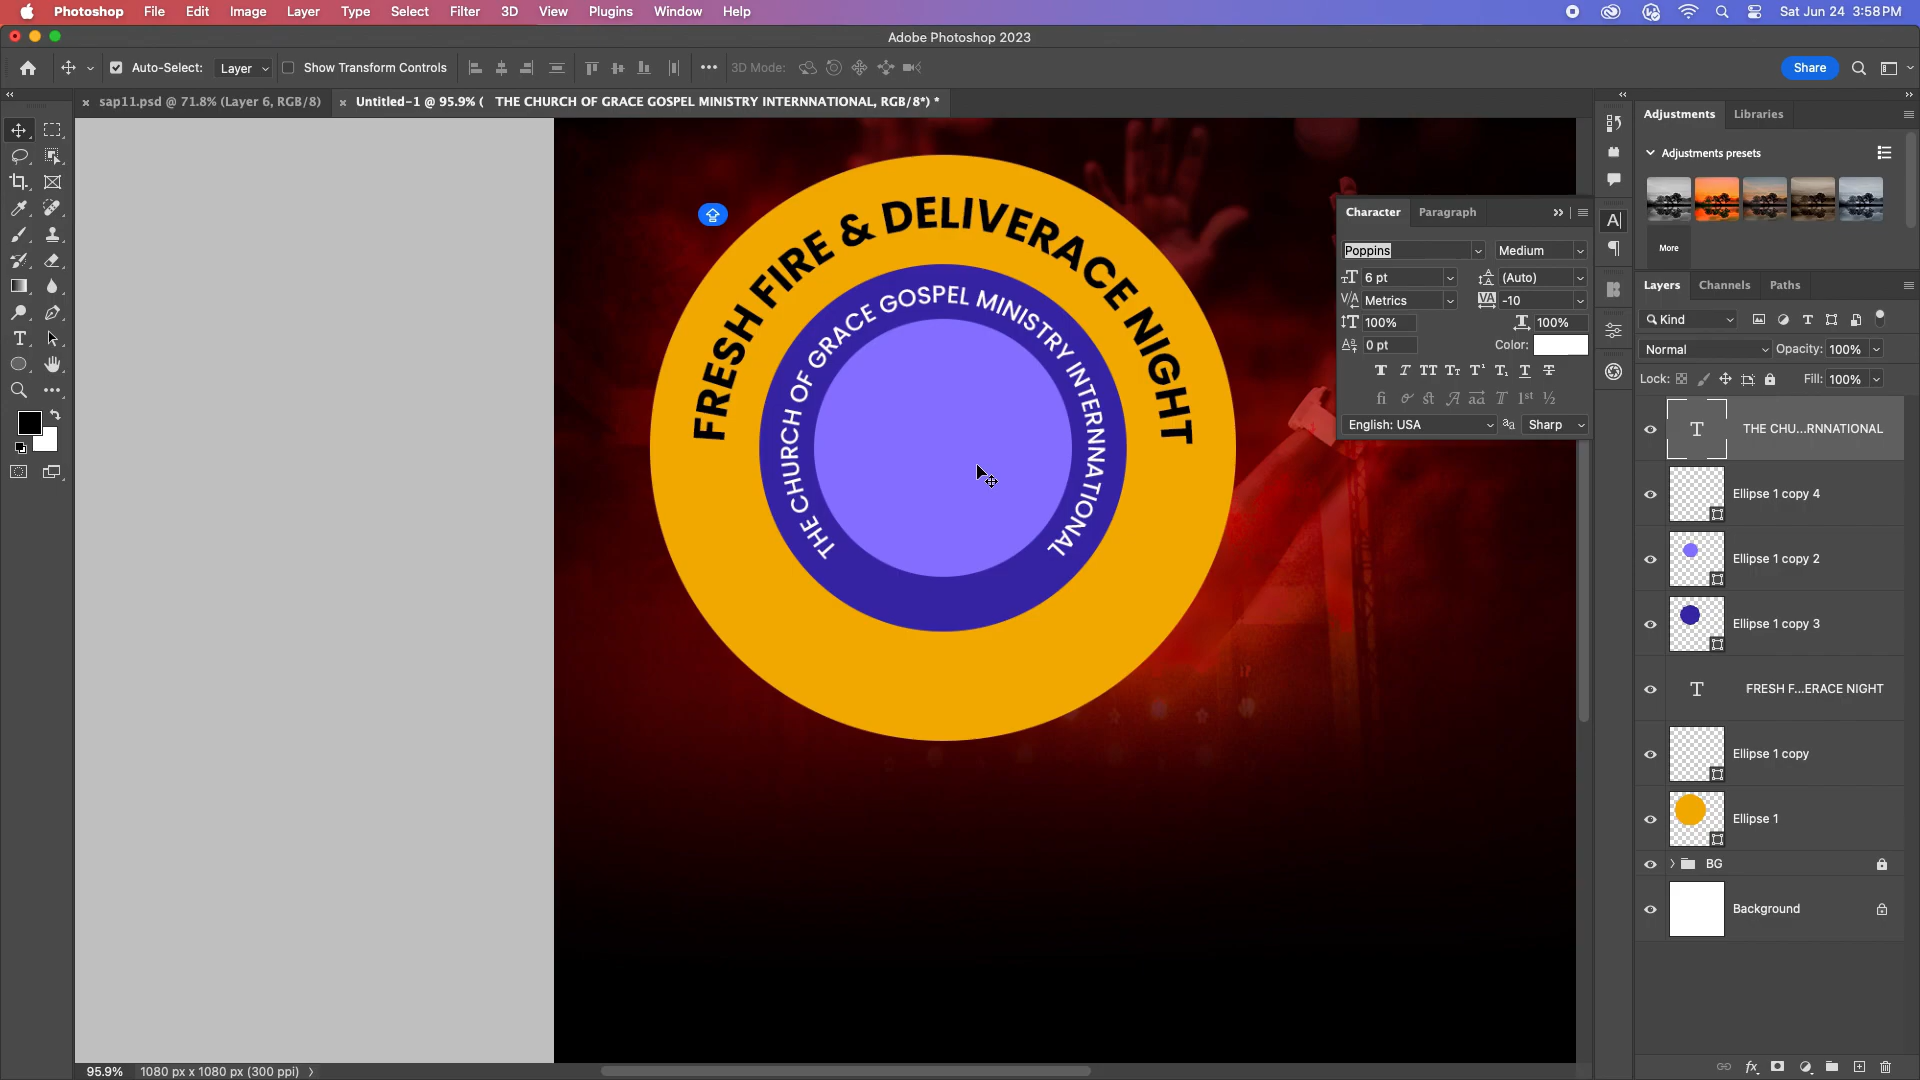 Photoshop File Edit Image Layer Type Select Filter 3D View Plugins Window Help Sat Jun 24 3:58 PM
Adobe Photoshop 2023
Auto-Select: Layer Show Transform Controls 3D Mode: Share
sap11.psd @ 71.8% (Layer 6, RGB/8) Untitled-1 @ 95.9% ( THE CHURCH OF GRACE GOSPEL MINISTRY INTERNNATIONAL, RGB/8*) *
FRESH FIRE & DELIVERACE NIGHT
THE CHURCH OF GRACE GOSPEL MINISTRY INTERNNATIONAL
Character Paragraph
Poppins Medium
6 pt (Auto)
Metrics -10
100% 100%
0 pt Color:
English: USA Sharp
Adjustments Libraries
Adjustments presets
More
Layers Channels Paths
Kind
Normal Opacity: 100%
Lock: Fill: 100%
THE CHU...RNNATIONAL
Ellipse 1 copy 4
Ellipse 1 copy 2
Ellipse 1 copy 3
FRESH F...ERACE NIGHT
Ellipse 1 copy
Ellipse 1
BG
Background
95.9% 1080 px x 1080 px (300 ppi)